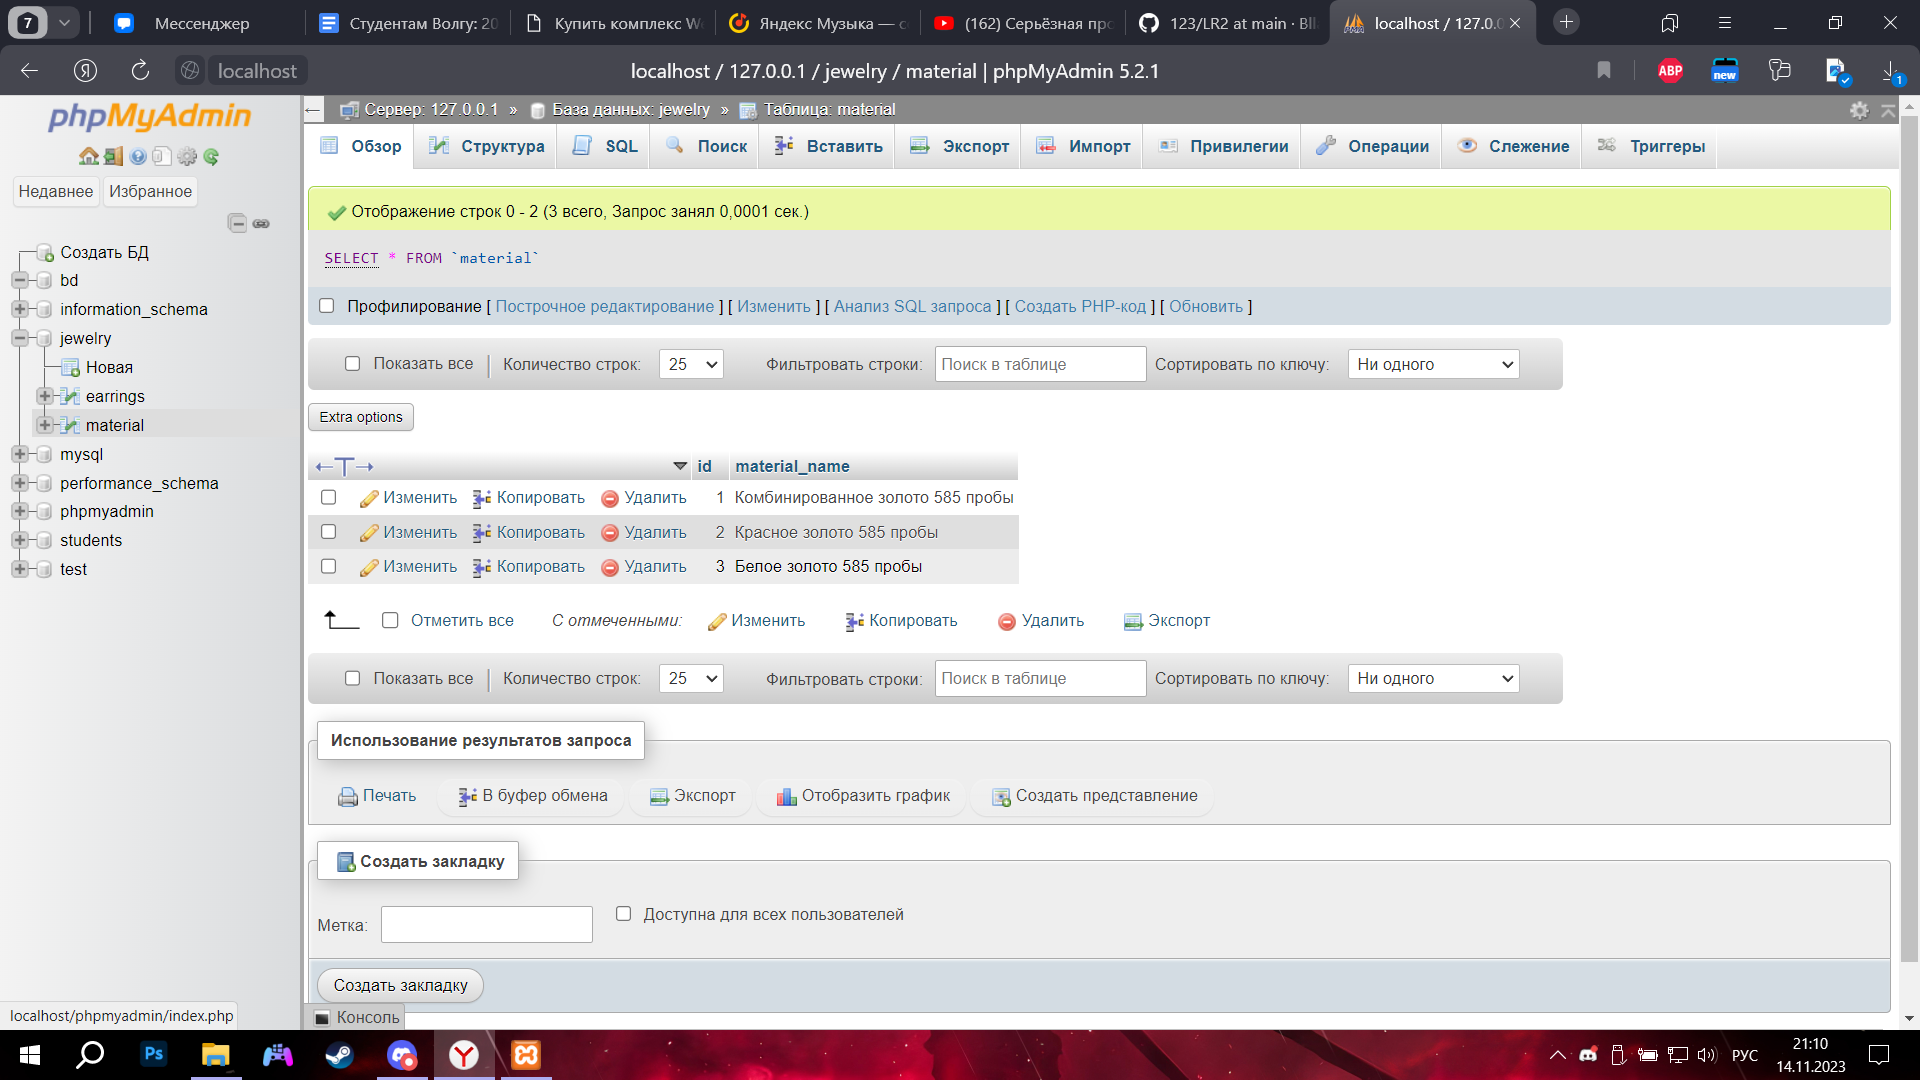 7 Мессенджер Студентам Волгу: 20 Купить комплекс Wo Яндекс Музыка — с (162) Серьёзная про 123/LR2 at main · Bll localhost / 127.0.0
localhost localhost / 127.0.0.1 / jewelry / material | phpMyAdmin 5.2.1 ABP new 1
phpMyAdmin
Недавнее Избранное
Создать БД
bd
information_schema
jewelry
Новая
earrings
material
mysql
performance_schema
phpmyadmin
students
test
localhost/phpmyadmin/index.php
Сервер: 127.0.0.1 » База данных: jewelry » Таблица: material
Обзор Структура SQL Поиск Вставить Экспорт Импорт Привилегии Операции Слежение Триггеры
Отображение строк 0 - 2 (3 всего, Запрос занял 0,0001 сек.)
SELECT * FROM `material`
Профилирование [ Построчное редактирование ] [ Изменить ] [ Анализ SQL запроса ] [ Создать PHP-код ] [ Обновить ]
Показать все Количество строк: 25 Фильтровать строки: Поиск в таблице Сортировать по ключу: Ни одного
Extra options
←T→ id material_name
Изменить Копировать Удалить 1 Комбинированное золото 585 пробы
Изменить Копировать Удалить 2 Красное золото 585 пробы
Изменить Копировать Удалить 3 Белое золото 585 пробы
Отметить все С отмеченными: Изменить Копировать Удалить Экспорт
Показать все Количество строк: 25 Фильтровать строки: Поиск в таблице Сортировать по ключу: Ни одного
Использование результатов запроса
Печать В буфер обмена Экспорт Отобразить график Создать представление
Создать закладку
Метка: Доступна для всех пользователей
Создать закладку
Консоль
Ps РУС 21:10
14.11.2023